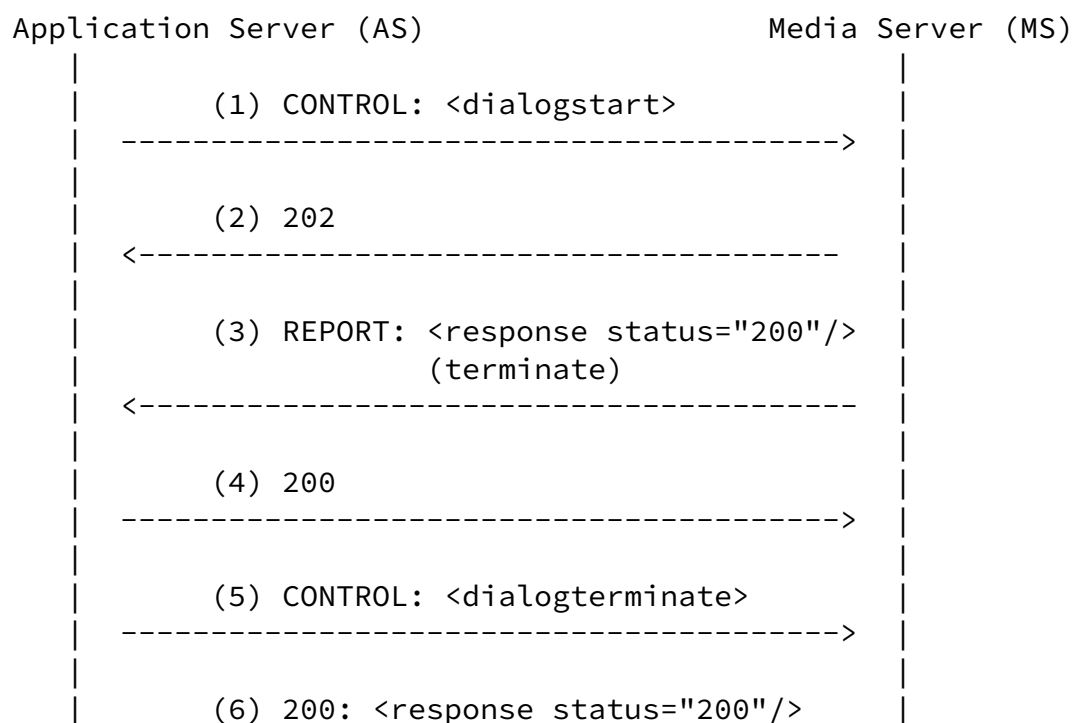 Application Server (AS) Media Server (MS)
(1) CONTROL: <dialogstart>
(2) 202
(3) REPORT: <response status="200"/>
(terminate)
(4) 200
(5) CONTROL: <dialogterminate>
(6) 200: <response status="200"/>